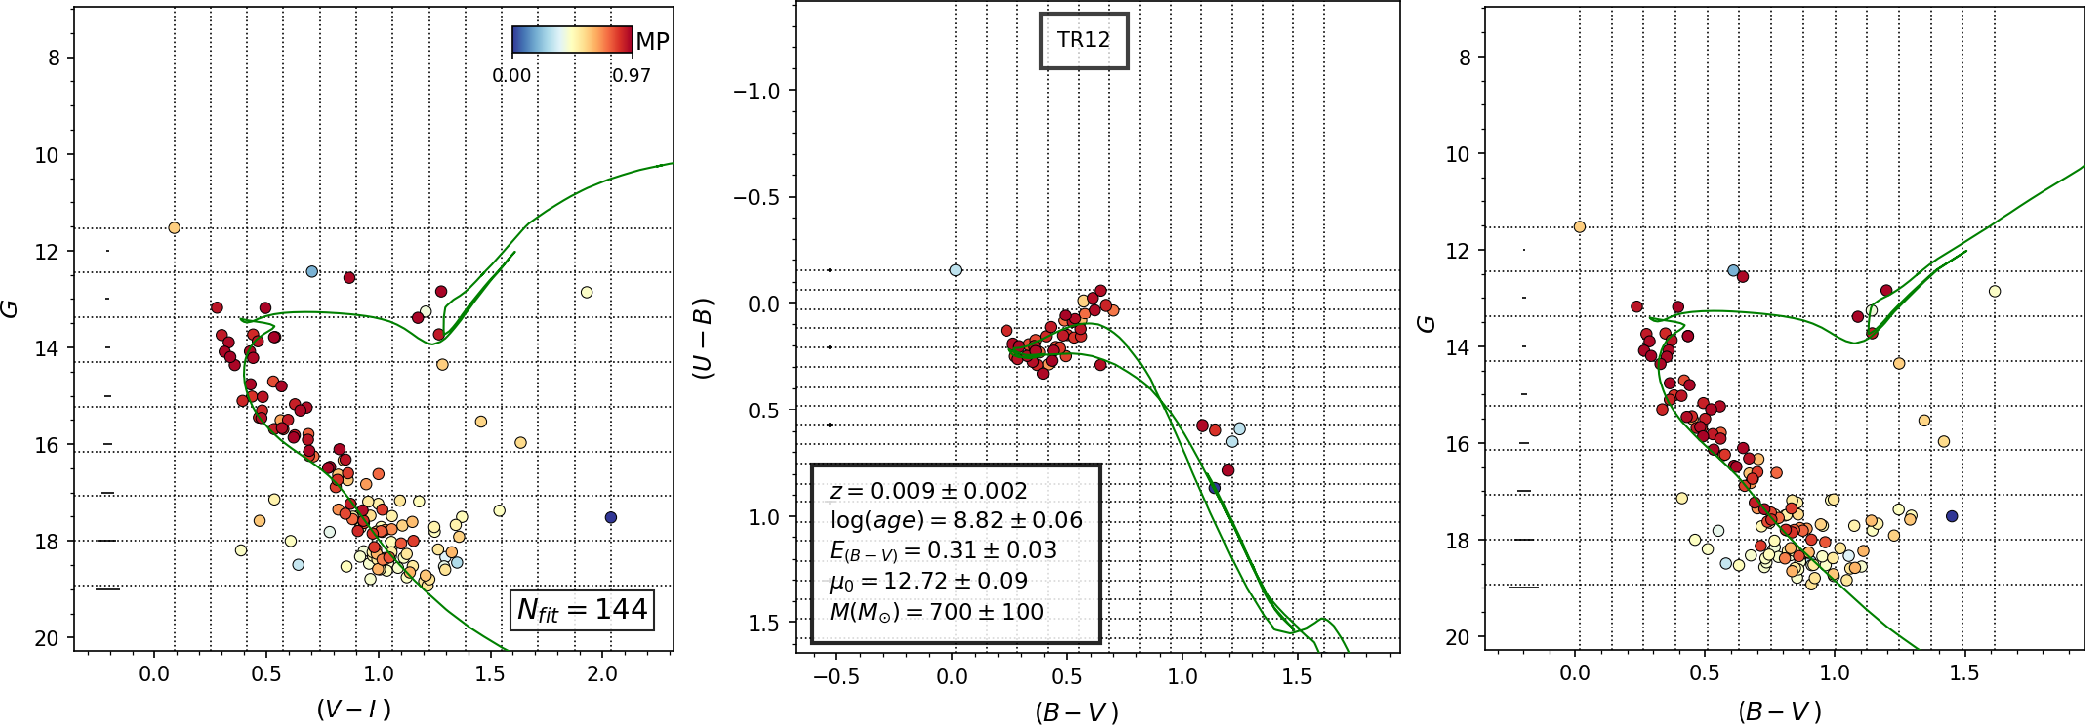 8
10
12
14
16
18
20
G
0.0 0.5 1.0 1.5 2.0
(V − I )
MP
0.00 0.97
N_fit = 144
TR12
−1.0
−0.5
0.0
0.5
1.0
1.5
(U − B)
−0.5 0.0 0.5 1.0 1.5
(B − V )
z = 0.009 ± 0.002
log(age) = 8.82 ± 0.06
E_(B−V) = 0.31 ± 0.03
μ₀ = 12.72 ± 0.09
M(M_⊙) = 700 ± 100
8
10
12
14
16
18
20
G
0.0 0.5 1.0 1.5
(B − V )